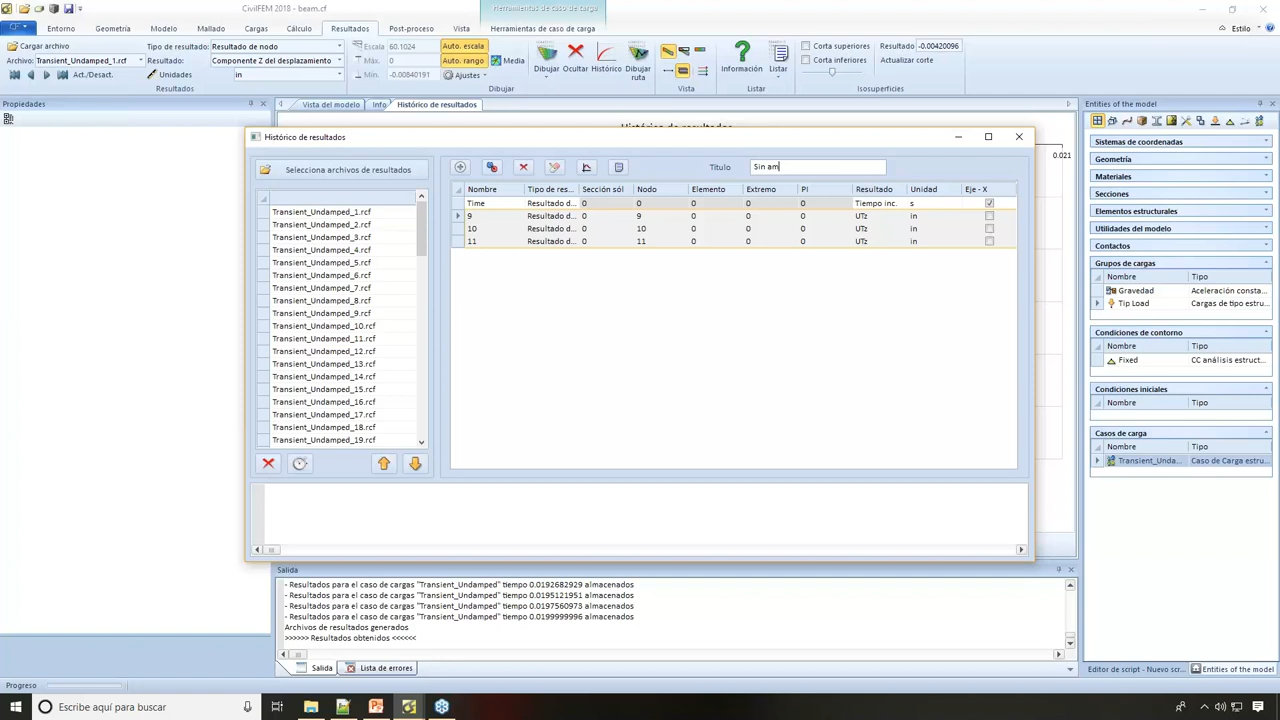 CF
CivilFEM 2018 - beam.cf
Herramientas de caso de carga
Entorno
Geometría
Modelo
Mallado
Cargas
Cálculo
Resultados
Post-proceso
Vista
Herramientas de caso de carga
Estilo
Cargar archivo
Archivo: Transient_Undamped_1.rcf
Act./Desact.
Tipo de resultado: Resultado de nodo
Resultado: Componente Z del desplazamiento
Unidades in
Resultados
Escala 60.1024
Máx. 0
Mín. -0.00840191
Auto. escala
Auto. rango
Media
Ajustes
Dibujar
Ocultar
Histórico
Dibujar ruta
Dibujar
Vista
Información
Listar
Listar
Corta superiores
Corta inferiores
Resultado -0.00420096
Actualizar corte
Isosuperficies
Propiedades
Vista del modelo
Info
Histórico de resultados
Histórico de resultados
0.021
Histórico de resultados
Selecciona archivos de resultados
Título Sin am
Transient_Undamped_1.rcf
Transient_Undamped_2.rcf
Transient_Undamped_3.rcf
Transient_Undamped_4.rcf
Transient_Undamped_5.rcf
Transient_Undamped_6.rcf
Transient_Undamped_7.rcf
Transient_Undamped_8.rcf
Transient_Undamped_9.rcf
Transient_Undamped_10.rcf
Transient_Undamped_11.rcf
Transient_Undamped_12.rcf
Transient_Undamped_13.rcf
Transient_Undamped_14.rcf
Transient_Undamped_15.rcf
Transient_Undamped_16.rcf
Transient_Undamped_17.rcf
Transient_Undamped_18.rcf
Transient_Undamped_19.rcf
Nombre Tipo de res... Sección sól Nodo Elemento Extremo PI Resultado Unidad Eje - X
Time Resultado d... 0 0 0 0 0 Tiempo inc. s
9 Resultado d... 0 9 0 0 0 UTz in
10 Resultado d... 0 10 0 0 0 UTz in
11 Resultado d... 0 11 0 0 0 UTz in
Salida
- Resultados para el caso de cargas "Transient_Undamped" tiempo 0.0192682929 almacenados
- Resultados para el caso de cargas "Transient_Undamped" tiempo 0.0195121951 almacenados
- Resultados para el caso de cargas "Transient_Undamped" tiempo 0.0197560973 almacenados
- Resultados para el caso de cargas "Transient_Undamped" tiempo 0.0199999996 almacenados
Archivos de resultados generados
>>>>>> Resultados obtenidos <<<<<<
Salida
Lista de errores
Entities of the model
Sistemas de coordenadas
Geometría
Materiales
Secciones
Elementos estructurales
Utilidades del modelo
Contactos
Grupos de cargas
Nombre Tipo
Gravedad Aceleración consta...
Tip Load Cargas de tipo estru...
Condiciones de contorno
Nombre Tipo
Fixed CC análisis estruct...
Condiciones iniciales
Nombre Tipo
Casos de carga
Nombre Tipo
Transient_Unda... Caso de Carga estru...
Editor de script - Nuevo scr...
Entities of the model
Progreso
Escribe aquí para buscar